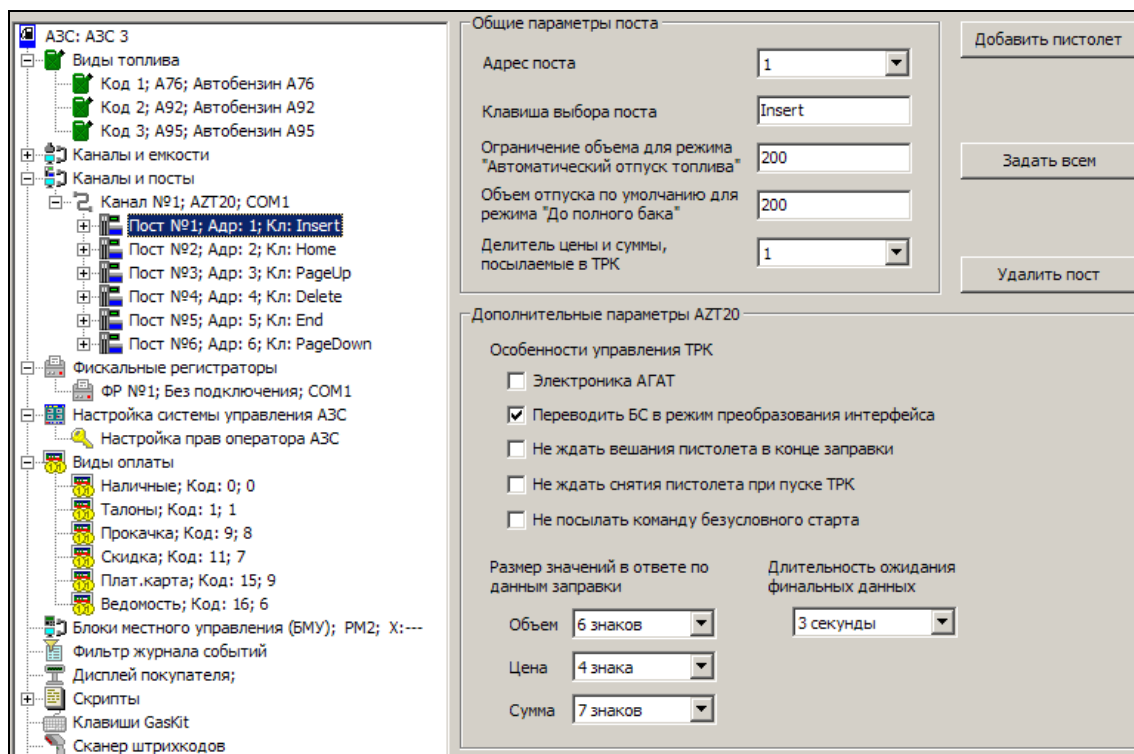 АЗС: АЗС 3
Виды топлива
Код 1; А76; Автобензин А76
Код 2; А92; Автобензин А92
Код 3; А95; Автобензин А95
Каналы и емкости
Каналы и посты
Канал №1; AZT20; COM1
Пост №1; Адр: 1; Кл: Insert
Пост №2; Адр: 2; Кл: Home
Пост №3; Адр: 3; Кл: PageUp
Пост №4; Адр: 4; Кл: Delete
Пост №5; Адр: 5; Кл: End
Пост №6; Адр: 6; Кл: PageDown
Фискальные регистраторы
ФР №1; Без подключения; COM1
Настройка системы управления АЗС
Настройка прав оператора АЗС
Виды оплаты
Наличные; Код: 0; 0
Талоны; Код: 1; 1
Прокачка; Код: 9; 8
Скидка; Код: 11; 7
Плат.карта; Код: 15; 9
Ведомость; Код: 16; 6
Блоки местного управления (БМУ); PM2; X:---
Фильтр журнала событий
Дисплей покупателя;
Скрипты
Клавиши GasKit
Сканер штрихкодов
Общие параметры поста
Адрес поста
1
Клавиша выбора поста
Insert
Ограничение объема для режима
"Автоматический отпуск топлива"
200
Объем отпуска по умолчанию для
режима "До полного бака"
200
Делитель цены и суммы,
посылаемые в ТРК
1
Добавить пистолет
Задать всем
Удалить пост
Дополнительные параметры AZT20
Особенности управления ТРК
Электроника АГАТ
Переводить БС в режим преобразования интерфейса
Не ждать вешания пистолета в конце заправки
Не ждать снятия пистолета при пуске ТРК
Не посылать команду безусловного старта
Размер значений в ответе по
данным заправки
Объем
6 знаков
Цена
4 знака
Сумма
7 знаков
Длительность ожидания
финальных данных
3 секунды